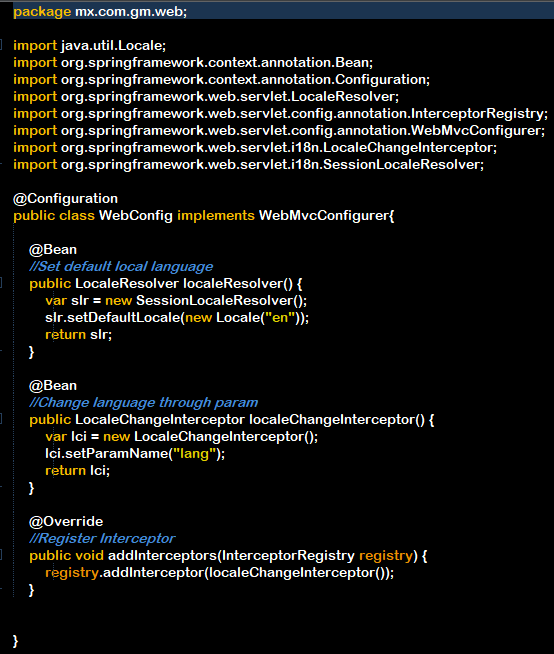 package mx.com.gm.web;
import java.util.Locale;
import org.springframework.context.annotation.Bean;
import org.springframework.context.annotation.Configuration;
import org.springframework.web.servlet.LocaleResolver;
import org.springframework.web.servlet.config.annotation.InterceptorRegistry;
import org.springframework.web.servlet.config.annotation.WebMvcConfigurer;
import org.springframework.web.servlet.i18n.LocaleChangeInterceptor;
import org.springframework.web.servlet.i18n.SessionLocaleResolver;
@Configuration
public class WebConfig implements WebMvcConfigurer{
@Bean
//Set default local language
public LocaleResolver localeResolver() {
var slr = new SessionLocaleResolver();
slr.setDefaultLocale(new Locale("en"));
return slr;
}
@Bean
//Change language through param
public LocaleChangeInterceptor localeChangeInterceptor() {
var lci = new LocaleChangeInterceptor();
lci.setParamName("lang");
return lci;
}
@Override
//Register Interceptor
public void addInterceptors(InterceptorRegistry registry) {
registry.addInterceptor(localeChangeInterceptor());
}
}